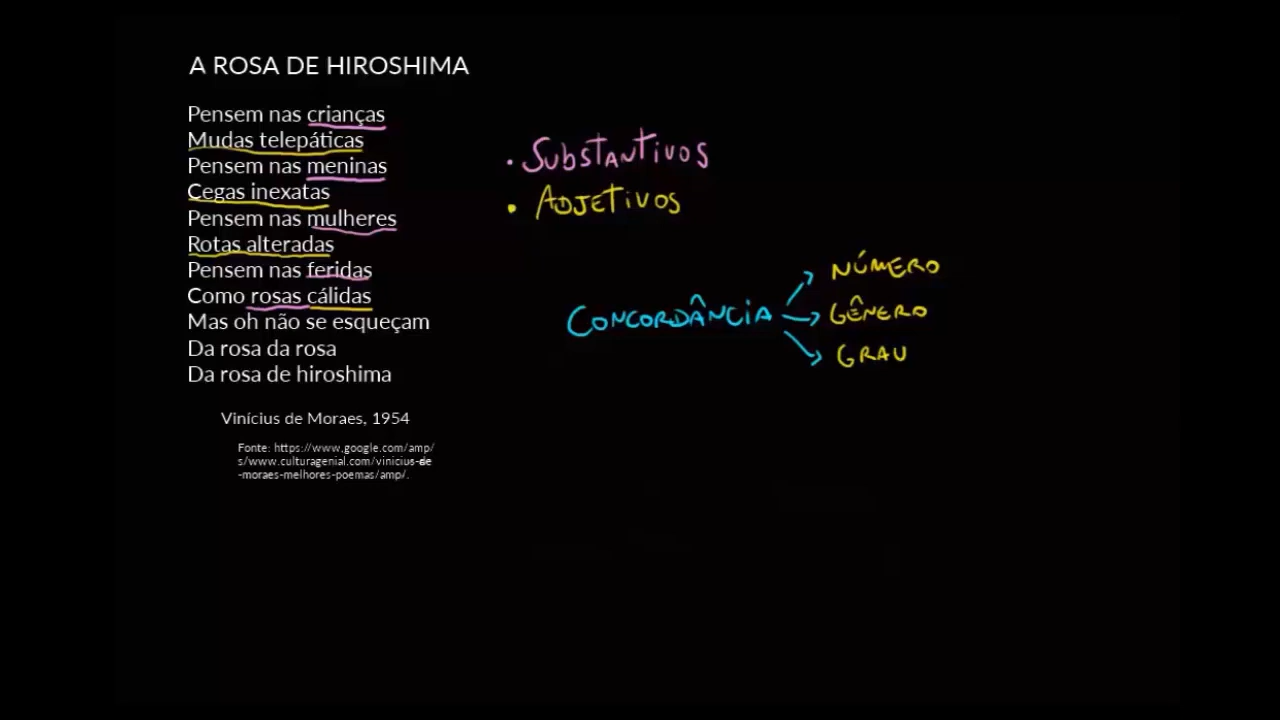 A ROSA DE HIROSHIMA
Pensem nas crianças
Mudas telepáticas
Pensem nas meninas
Cegas inexatas
Pensem nas mulheres
Rotas alteradas
Pensem nas feridas
Como rosas cálidas
Mas oh não se esqueçam
Da rosa da rosa
Da rosa de hiroshima
Vinícius de Moraes, 1954
Fonte: https://www.google.com/amp/
s/www.culturagenial.com/vinicius-de
-moraes-melhores-poemas/amp/.
• SUBSTANTIVOS
• ADJETIVOS
CONCORDÂNCIA
NÚMERO
GÊNERO
GRAU